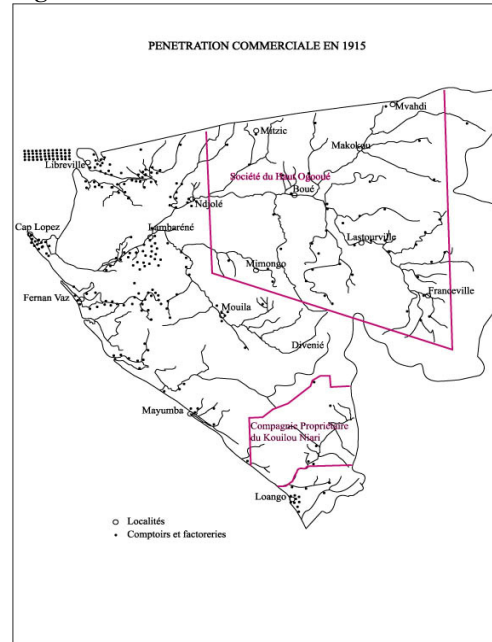 PENETRATION COMMERCIALE EN 1915
Mvahdi
Mitzic
Makokou
Libreville
Société du Haut Ogooué
Boué
Ndjolé
Cap Lopez
Lambaréné
Lastourville
Mimongo
Fernan Vaz
Franceville
Mouila
Divenié
Mayumba
Compagnie Propriétaire
du Kouilou Niari
Loango
Localités
Comptoirs et factoreries